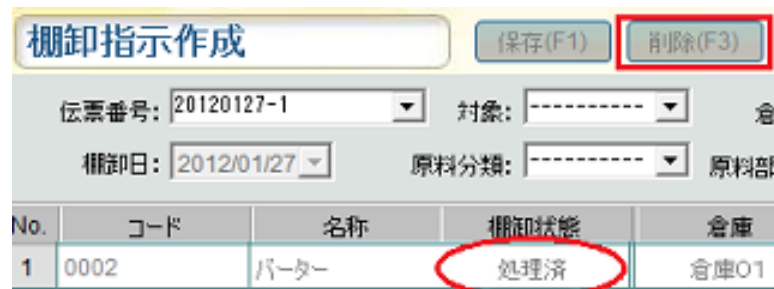 棚卸指示作成 保存(F1) 削除(F3)
伝票番号: 20120127-1 対象: ---------- 倉
棚卸日: 2012/01/27 原料分類: ---------- 原料部
No. コード 名称 棚卸状態 倉庫
1 0002 バーター 処理済 倉庫01